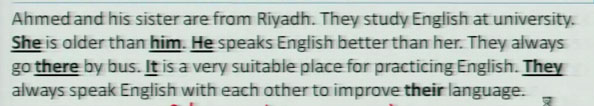 Ahmed and his sister are from Riyadh. They study English at university.
She is older than him. He speaks English better than her. They always
go there by bus. It is a very suitable place for practicing English. They
always speak English with each other to improve their language.